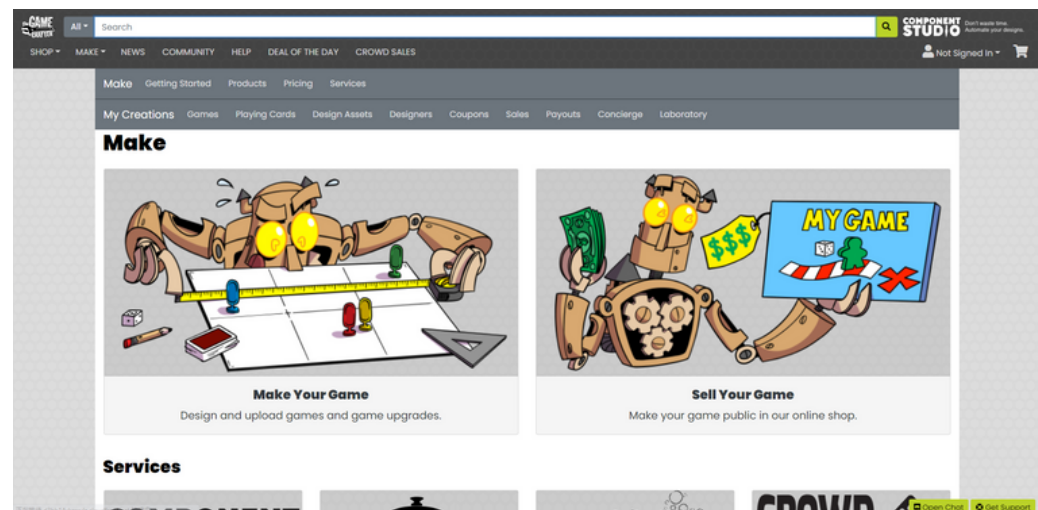 THE GAME CRAFTER
All Search
COMPONENT STUDIO
Don't waste time.
Automate your designs.
SHOP MAKE NEWS COMMUNITY HELP DEAL OF THE DAY CROWD SALES Not Signed In
Make Getting Started Products Pricing Services
My Creations Games Playing Cards Design Assets Designers Coupons Sales Payouts Concierge Laboratory
Make
$$$
MY GAME
Make Your Game
Design and upload games and game upgrades.
Sell Your Game
Make your game public in our online shop.
Services
COMPONENT
CROWD
Open Chat Get Support